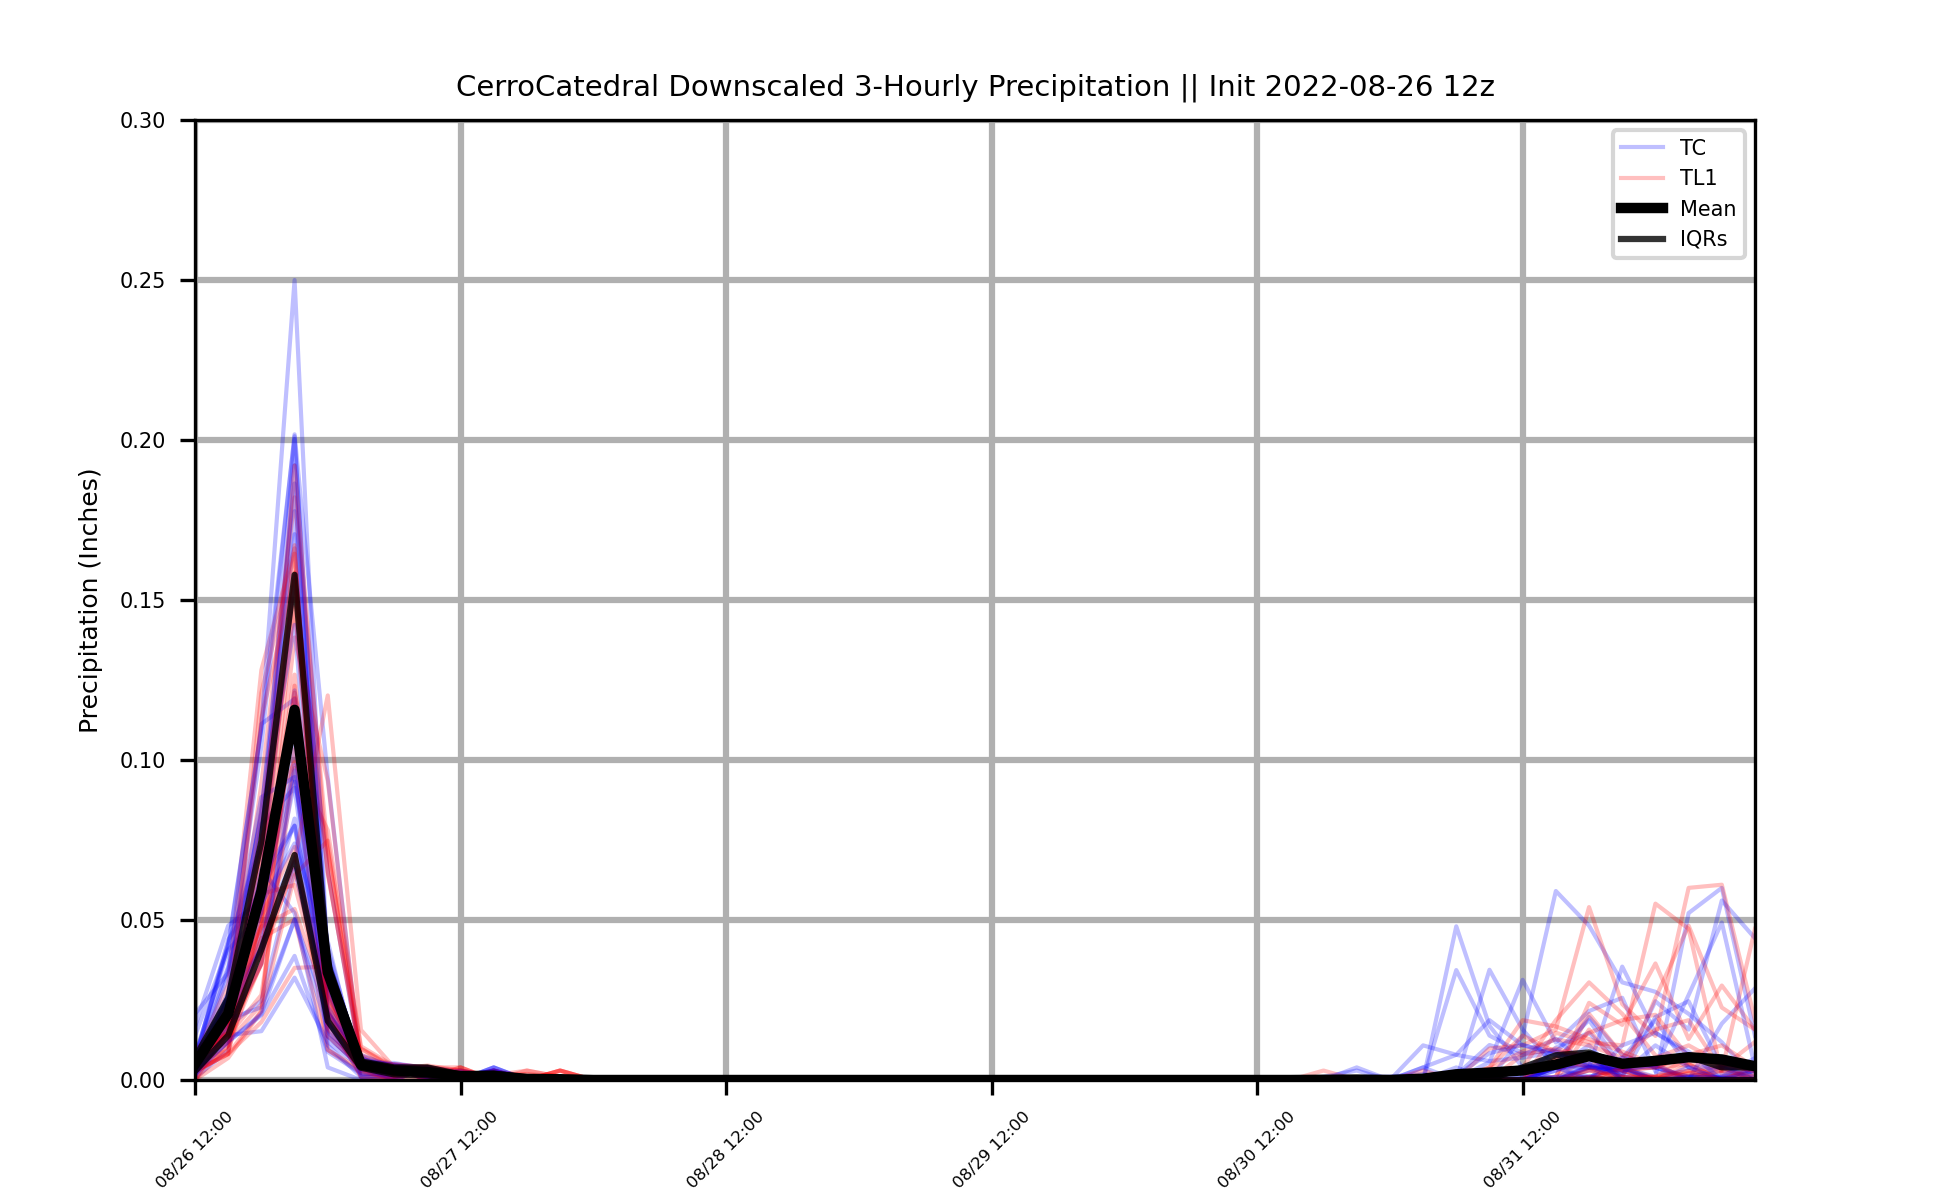 CerroCatedral Downscaled 3-Hourly Precipitation || Init 2022-08-26 12z
TC
TL1
Mean
IQRs
Precipitation (Inches)
0.30
0.25
0.20
0.15
0.10
0.05
0.00
08/26 12:00
08/27 12:00
08/28 12:00
08/29 12:00
08/30 12:00
08/31 12:00